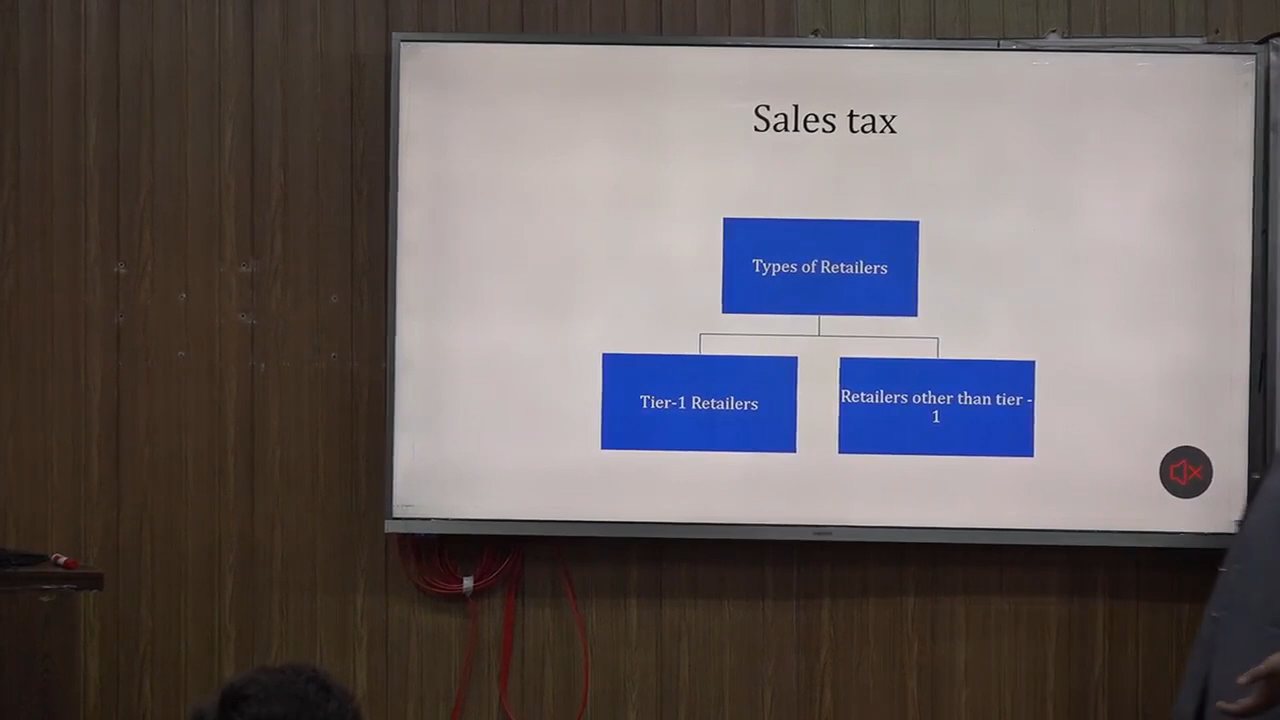 Sales tax
Types of Retailers
Tier-1 Retailers
Retailers other than tier -
1